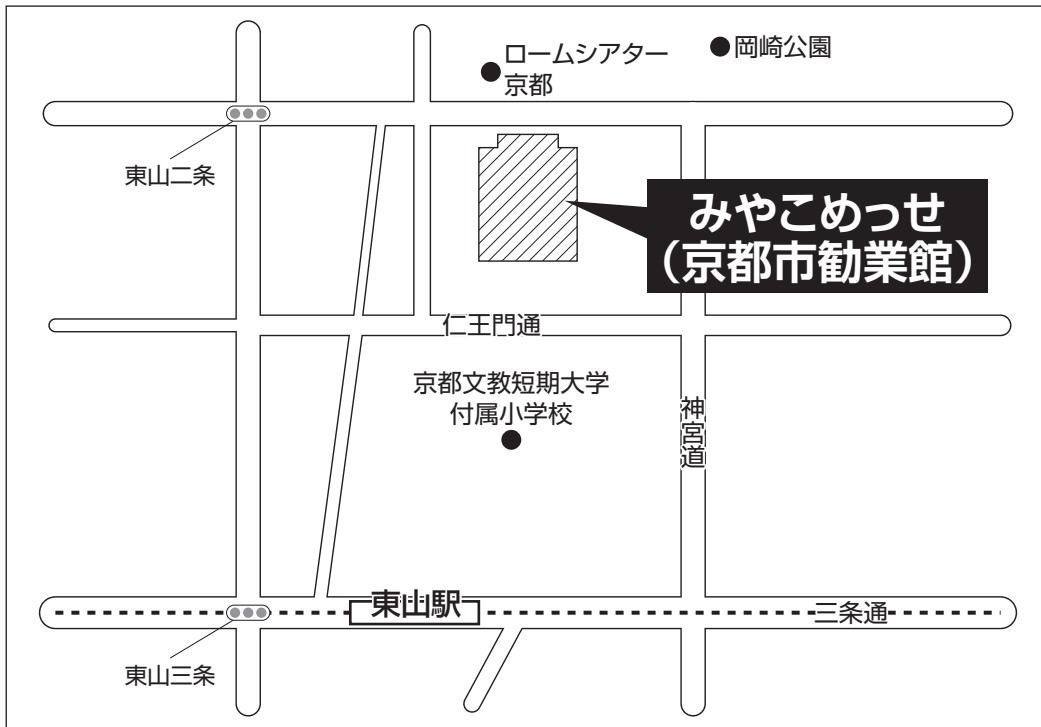 ロームシアター
京都
岡崎公園
東山二条
みやこめっせ
（京都市勧業館）
仁王門通
京都文教短期大学
付属小学校
神宮道
東山駅
三条通
東山三条